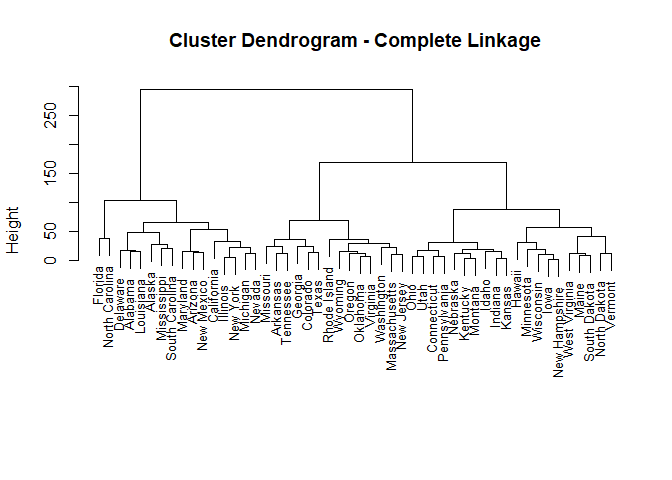 Cluster Dendrogram - Complete Linkage
Height
0
50
150
250
Florida
North Carolina
Delaware
Alabama
Louisiana
Alaska
Mississippi
South Carolina
Maryland
Arizona
New Mexico
California
Illinois
New York
Michigan
Nevada
Missouri
Arkansas
Tennessee
Georgia
Colorado
Texas
Rhode Island
Wyoming
Oregon
Oklahoma
Virginia
Washington
Massachusetts
New Jersey
Ohio
Utah
Connecticut
Pennsylvania
Nebraska
Kentucky
Montana
Idaho
Indiana
Kansas
Hawaii
Minnesota
Wisconsin
Iowa
New Hampshire
West Virginia
Maine
South Dakota
North Dakota
Vermont